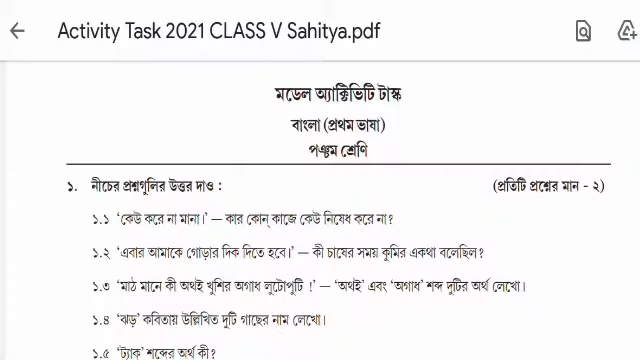 Activity Task 2021 CLASS V Sahitya.pdf
মডেল অ্যাক্টিভিটি টাস্ক
বাংলা (প্রথম ভাষা)
পঞ্চম শ্রেণি
১. নীচের প্রশ্নগুলির উত্তর দাও : (প্রতিটি প্রশ্নের মান - ২)
১.১ ‘কেউ করে না মানা।’ — কার কোন্ কাজে কেউ নিষেধ করে না?
১.২ ‘এবার আমাকে গোড়ার দিক দিতে হবে।’ — কী চাষের সময় কুমির একথা বলেছিল?
১.৩ ‘মাঠ মানে কী অথই খুশির অগাধ লুটোপুটি !’ — ‘অথই’ এবং ‘অগাধ’ শব্দ দুটির অর্থ লেখো।
১.৪ ‘ঝড়’ কবিতায় উল্লিখিত দুটি গাছের নাম লেখো।
১.৫ ‘ট্যাক’ শব্দের অর্থ কী?